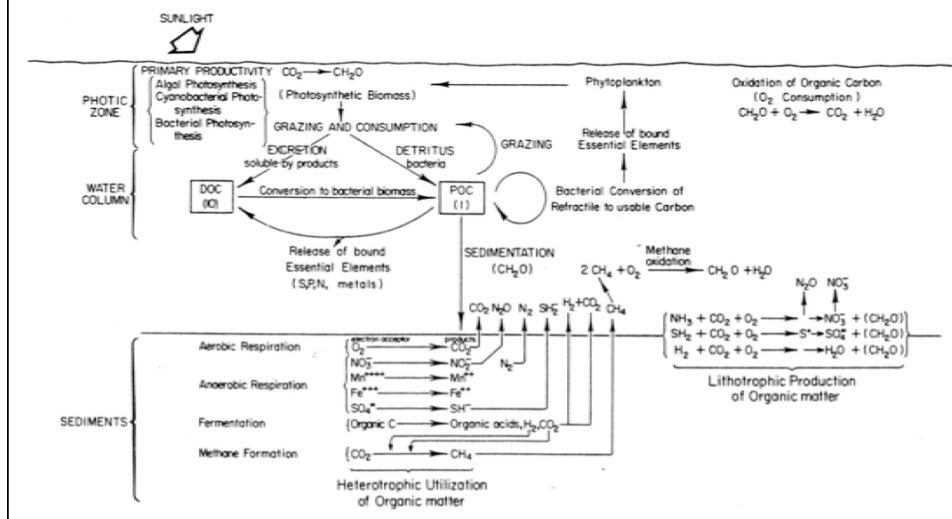 SUNLIGHT
PRIMARY PRODUCTIVITY CO₂ → CH₂O
Algal Photosynthesis
Cyanobacterial Photo-
synthesis
Bacterial Photosyn-
thesis
(Photosynthetic Biomass)
PHOTIC
ZONE
GRAZING AND CONSUMPTION
Phytoplankton
Oxidation of Organic Carbon
(O₂ Consumption)
CH₂O + O₂ → CO₂ + H₂O
Release of bound
Essential Elements
EXCRETION
soluble by products
DETRITUS
bacteria
GRAZING
WATER
COLUMN
DOC
(10)
Conversion to bacterial biomass
POC
(1)
Bacterial Conversion of
Refractile to usable Carbon
Release of bound
Essential Elements
(S,P,N, metals)
SEDIMENTATION
(CH₂O)
Methane
oxidation
2 CH₄ + O₂ → CH₂O + H₂O
CO₂ N₂O N₂ SH₂ H₂+CO₂ CH₄
N₂O NO₃⁻
NH₃ + CO₂ + O₂ → → NO₃⁻ + (CH₂O)
SH₂ + CO₂ + O₂ → S° → SO₄⁼ + (CH₂O)
H₂ + CO₂ + O₂ → → H₂O + (CH₂O)
Lithotrophic Production
of Organic matter
SEDIMENTS
electron acceptor products
Aerobic Respiration O₂ → CO₂
NO₃⁻ → NO₂⁻ N₂
Anaerobic Respiration
Mn⁺⁺⁺⁺ → Mn⁺⁺
Fe⁺⁺⁺ → Fe⁺⁺
SO₄⁼ → SH⁻
Fermentation Organic C → Organic acids, H₂, CO₂
Methane Formation CO₂ → CH₄
Heterotrophic Utilization
of Organic matter